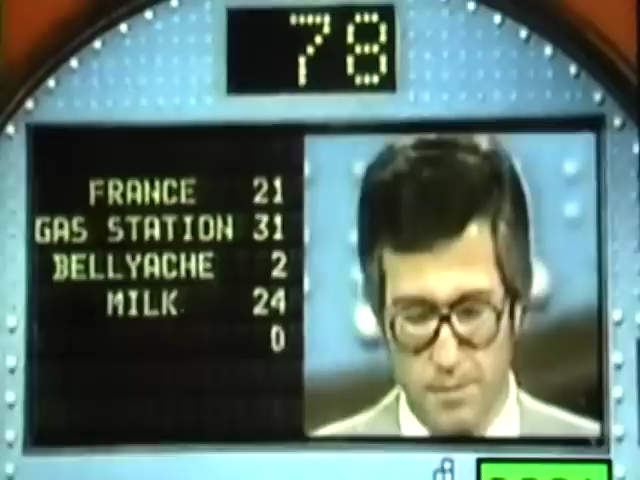 78
FRANCE 21
GAS STATION 31
BELLYACHE 2
MILK 24
0